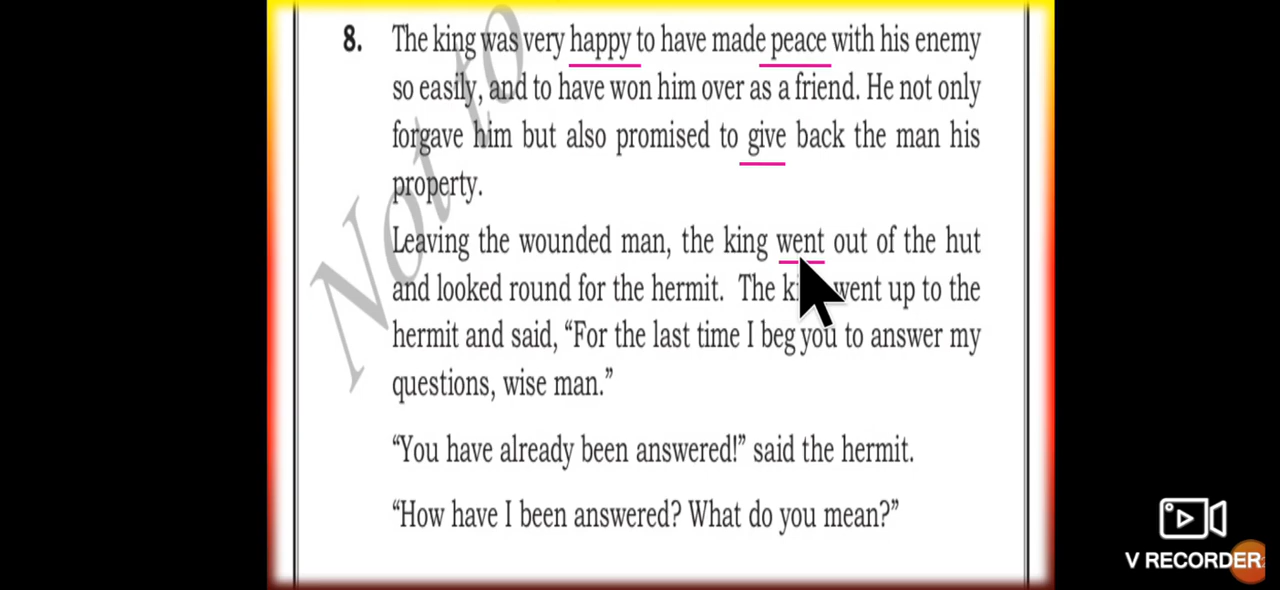 8. The king was very happy to have made peace with his enemy
so easily, and to have won him over as a friend. He not only
forgave him but also promised to give back the man his
property.
Leaving the wounded man, the king went out of the hut
and looked round for the hermit. The went up to the
hermit and said, “For the last time I beg you to answer my
questions, wise man.”
“You have already been answered!” said the hermit.
“How have I been answered? What do you mean?”
Not to
V RECORDER